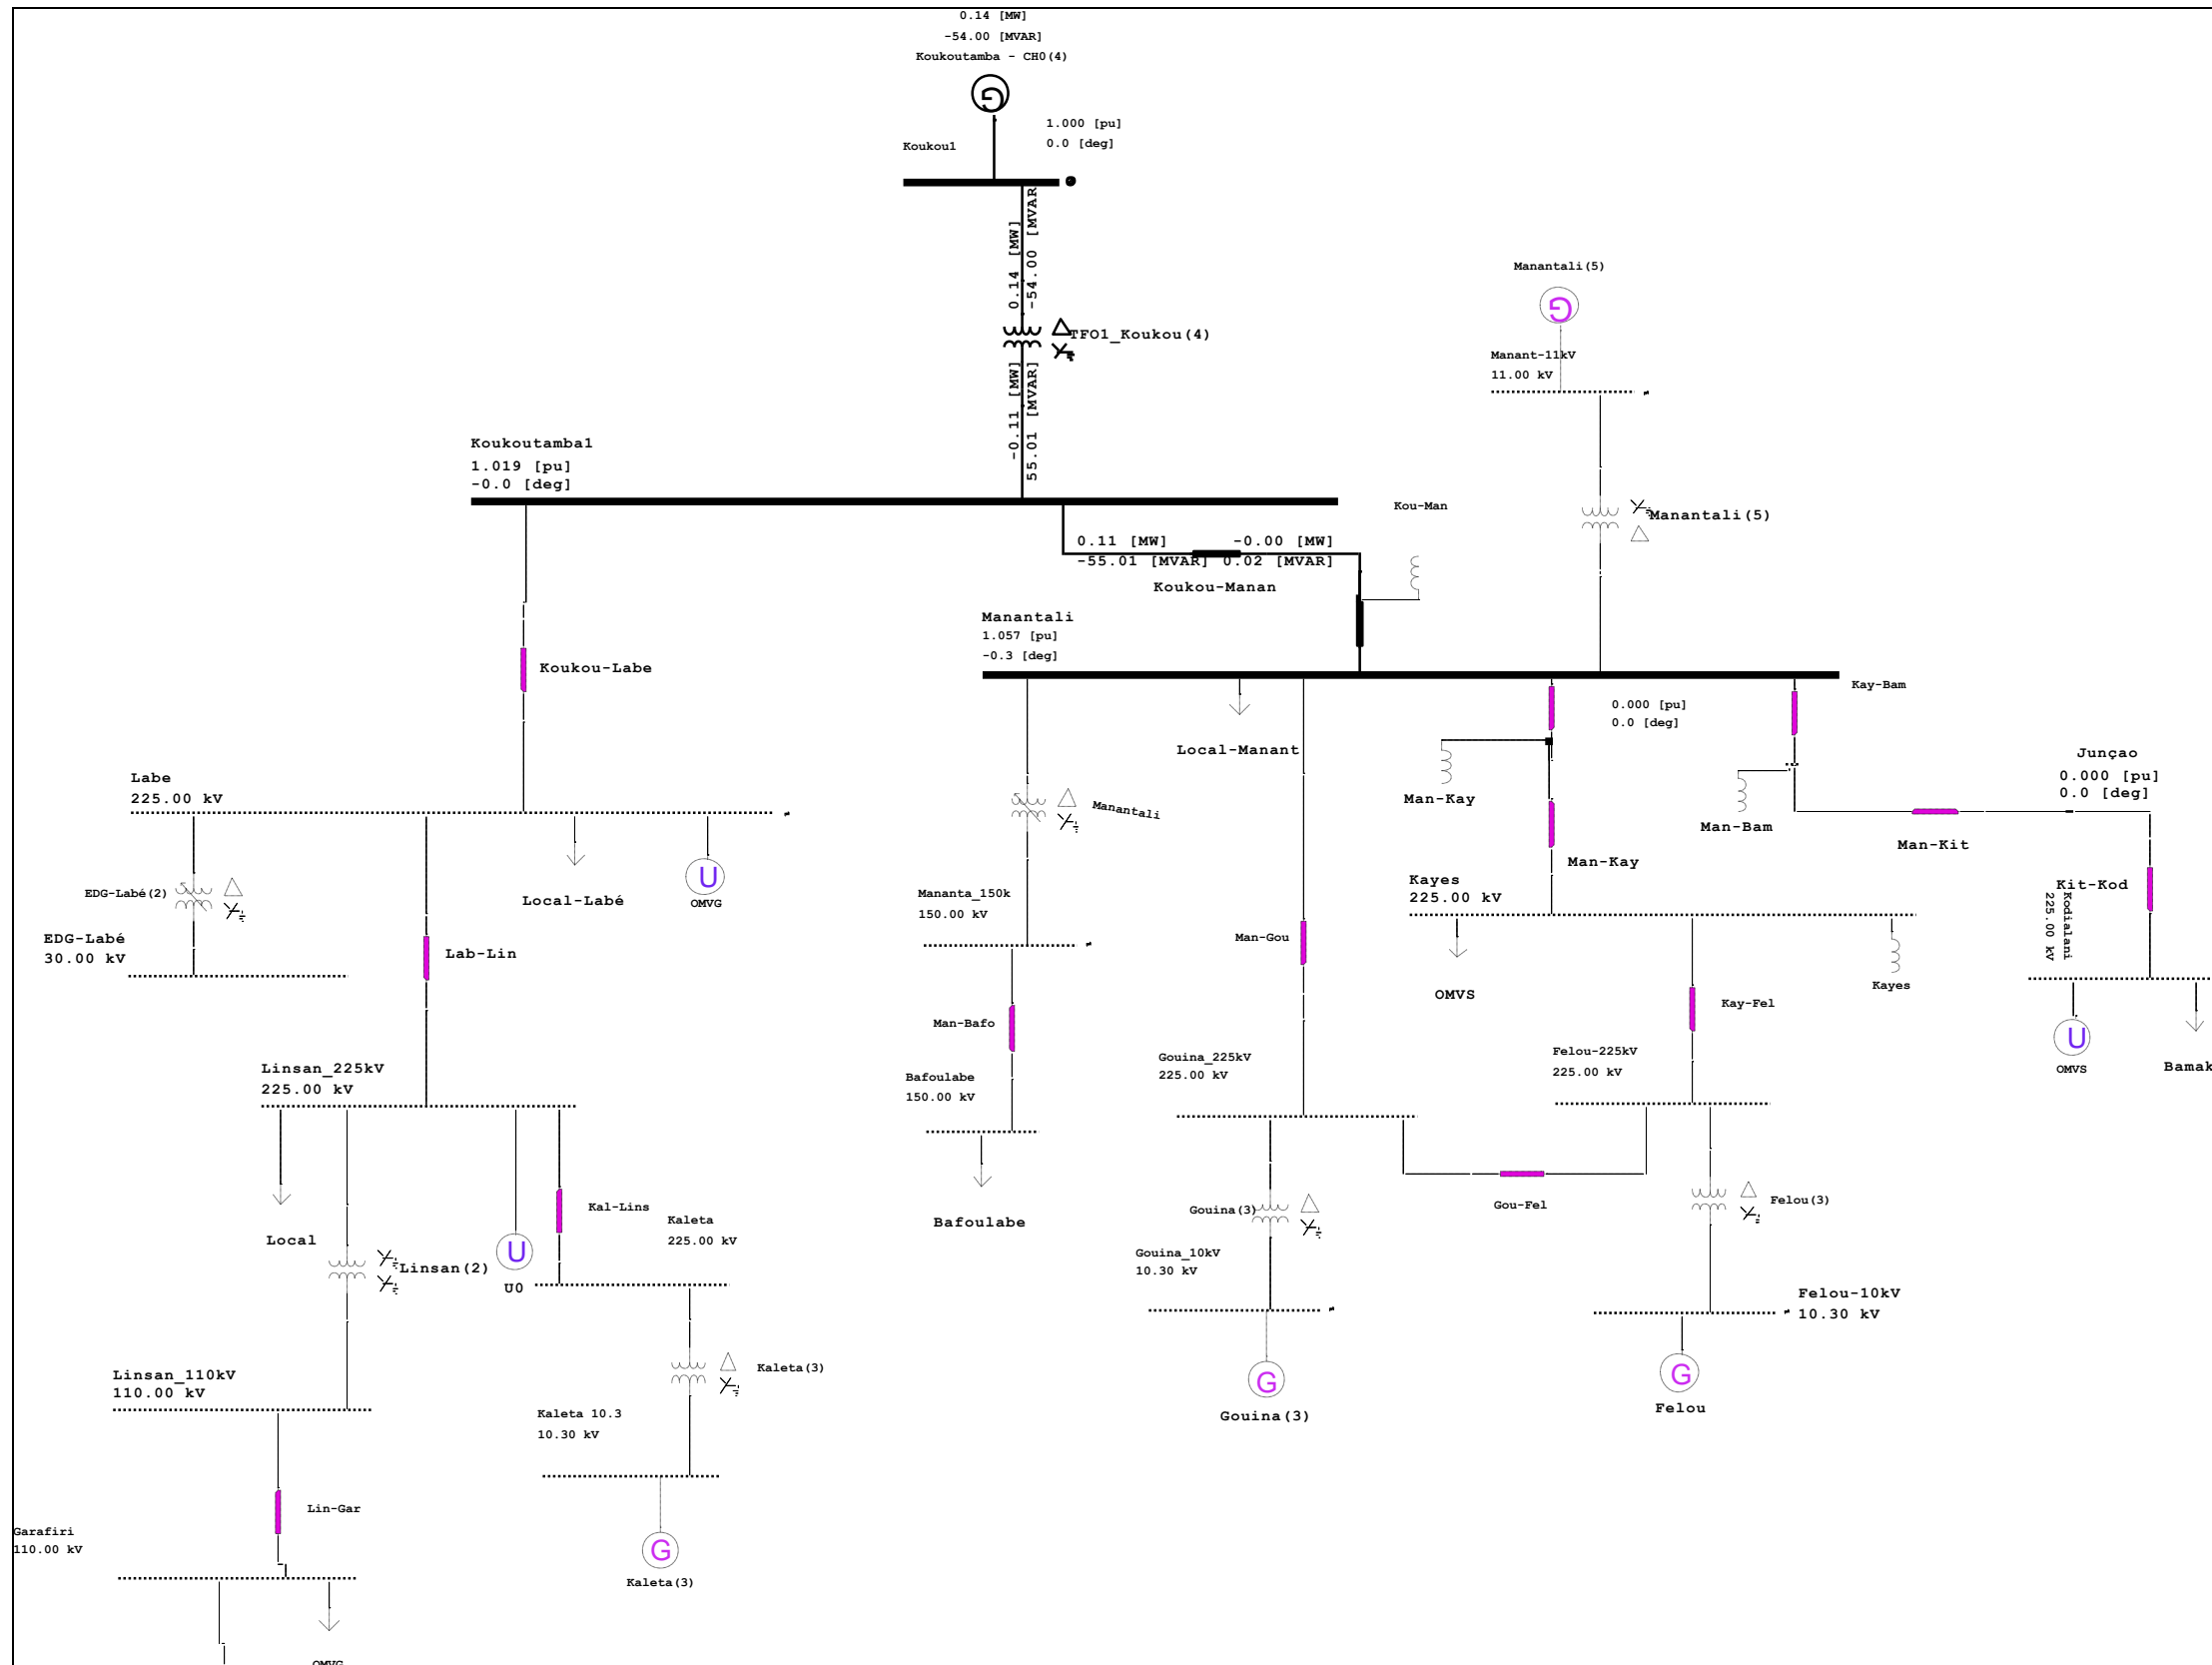 0.14 [MW]
-54.00 [MVAR]
Koukoutamba - CH0(4)
G
1.000 [pu]
0.0 [deg]
Koukou1
0.14 [MW]
-54.00 [MVAR
TFO1_Koukou(4)
-0.11 [MW]
55.01 [MVAR]
Manantali(5)
G
Manant-11kV
11.00 kV
Manantali(5)
Koukoutamba1
1.019 [pu]
-0.0 [deg]
Kou-Man
0.11 [MW] -0.00 [MW]
-55.01 [MVAR] 0.02 [MVAR]
Koukou-Manan
Manantali
1.057 [pu]
-0.3 [deg]
Koukou-Labe
Kay-Bam
0.000 [pu]
0.0 [deg]
Local-Manant
Junçao
0.000 [pu]
0.0 [deg]
Labe
225.00 kV
Manantali
Man-Kay
Man-Bam
Man-Kit
Man-Kay
EDG-Labé(2)
Local-Labé
U
OMVG
Mananta_150k
150.00 kV
Kayes
225.00 kV
Kit-Kod
Kodialani
225.00 kV
EDG-Labé
30.00 kV
Lab-Lin
Man-Gou
OMVS
Kayes
Kay-Fel
Man-Bafo
U
OMVS
Bamak
Linsan_225kV
225.00 kV
Bafoulabe
150.00 kV
Gouina_225kV
225.00 kV
Felou-225kV
225.00 kV
Local
Linsan(2)
U
U0
Kal-Lins
Kaleta
225.00 kV
Bafoulabe
Gouina(3)
Gou-Fel
Felou(3)
Gouina_10kV
10.30 kV
Felou-10kV
10.30 kV
Linsan_110kV
110.00 kV
Kaleta(3)
Kaleta 10.3
10.30 kV
G
Gouina(3)
G
Felou
Lin-Gar
Garafiri
110.00 kV
G
Kaleta(3)
OMVG